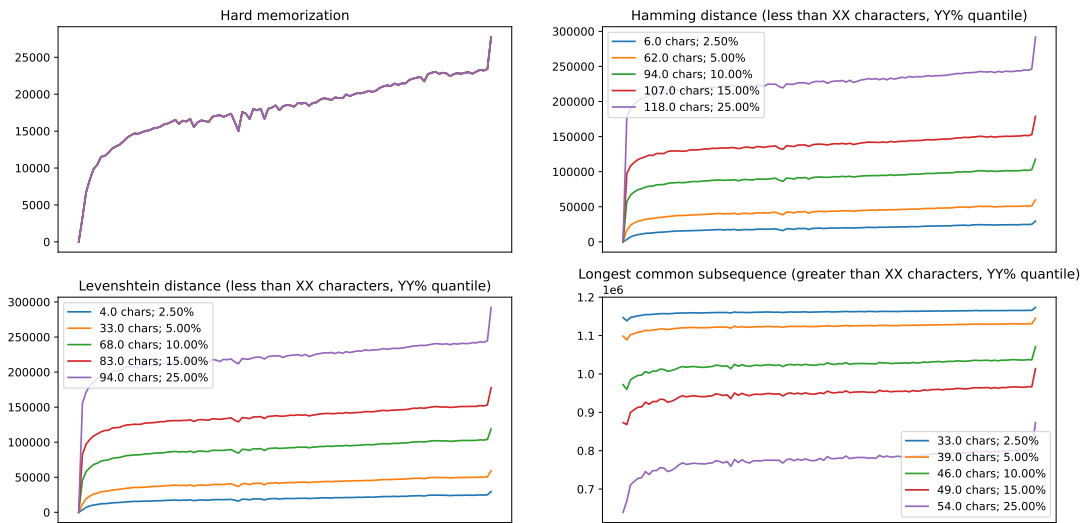 Hard memorization
25000
20000
15000
10000
5000
0
Hamming distance (less than XX characters, YY% quantile)
300000
250000
200000
150000
100000
50000
0
6.0 chars; 2.50%
62.0 chars; 5.00%
94.0 chars; 10.00%
107.0 chars; 15.00%
118.0 chars; 25.00%
Levenshtein distance (less than XX characters, YY% quantile)
300000
250000
200000
150000
100000
50000
0
4.0 chars; 2.50%
33.0 chars; 5.00%
68.0 chars; 10.00%
83.0 chars; 15.00%
94.0 chars; 25.00%
Longest common subsequence (greater than XX characters, YY% quantile)
1e6
1.2
1.1
1.0
0.9
0.8
0.7
33.0 chars; 2.50%
39.0 chars; 5.00%
46.0 chars; 10.00%
49.0 chars; 15.00%
54.0 chars; 25.00%